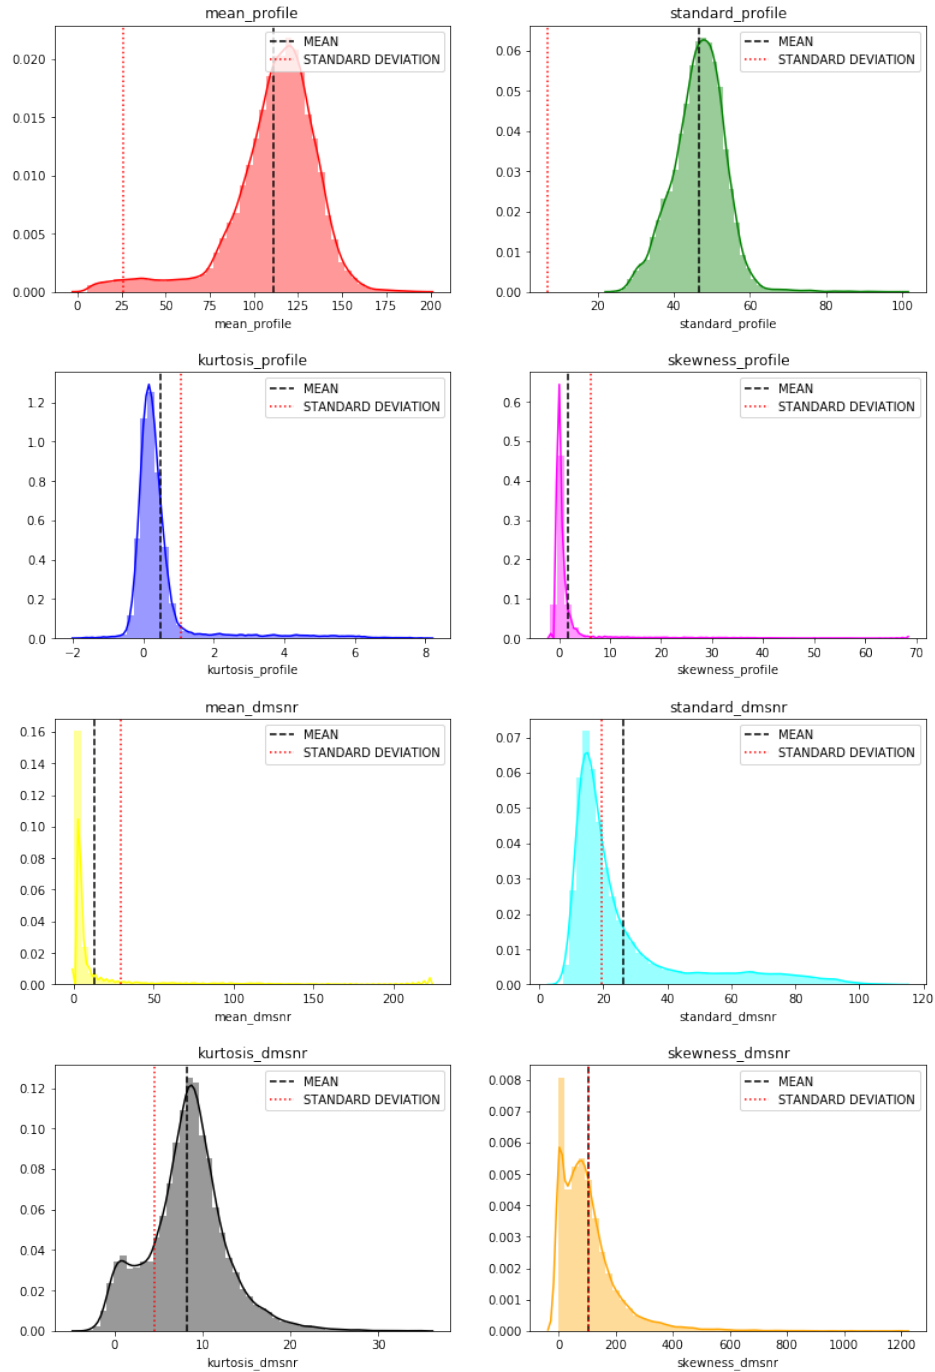 mean_profile
MEAN
STANDARD DEVIATION
0.020
0.015
0.010
0.005
0.000
0 25 50 75 100 125 150 175 200
mean_profile
standard_profile
MEAN
STANDARD DEVIATION
0.06
0.05
0.04
0.03
0.02
0.01
0.00
20 40 60 80 100
standard_profile
kurtosis_profile
MEAN
STANDARD DEVIATION
1.2
1.0
0.8
0.6
0.4
0.2
0.0
−2 0 2 4 6 8
kurtosis_profile
skewness_profile
MEAN
STANDARD DEVIATION
0.6
0.5
0.4
0.3
0.2
0.1
0.0
0 10 20 30 40 50 60 70
skewness_profile
mean_dmsnr
MEAN
STANDARD DEVIATION
0.16
0.14
0.12
0.10
0.08
0.06
0.04
0.02
0.00
0 50 100 150 200
mean_dmsnr
standard_dmsnr
MEAN
STANDARD DEVIATION
0.07
0.06
0.05
0.04
0.03
0.02
0.01
0.00
0 20 40 60 80 100 120
standard_dmsnr
kurtosis_dmsnr
MEAN
STANDARD DEVIATION
0.12
0.10
0.08
0.06
0.04
0.02
0.00
0 10 20 30
kurtosis_dmsnr
skewness_dmsnr
MEAN
STANDARD DEVIATION
0.008
0.007
0.006
0.005
0.004
0.003
0.002
0.001
0.000
0 200 400 600 800 1000 1200
skewness_dmsnr